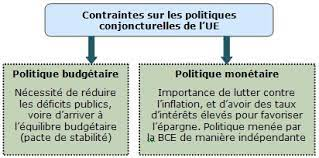 Contraintes sur les politiques
conjoncturelles de l'UE
Politique budgétaire
Nécessité de réduire
les déficits publics,
voire d'arriver à
l'équilibre budgétaire
(pacte de stabilité)
Politique monétaire
Importance de lutter contre
l'inflation, et d'avoir des taux
d'intérêts élevés pour favoriser
l'épargne. Politique menée par
la BCE de manière indépendante